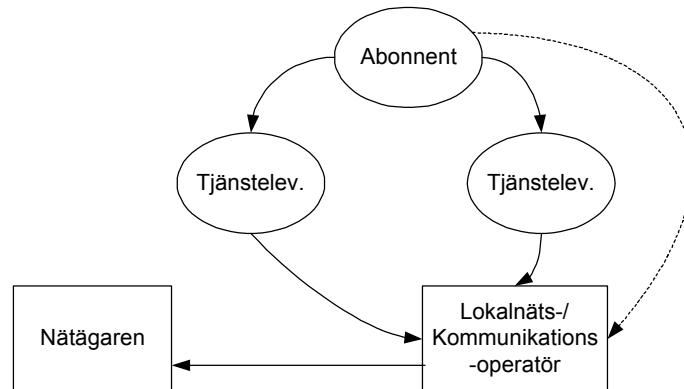 Abonnent
Tjänstelev.
Tjänstelev.
Nätägaren
Lokalnäts-/
Kommunikations
-operatör